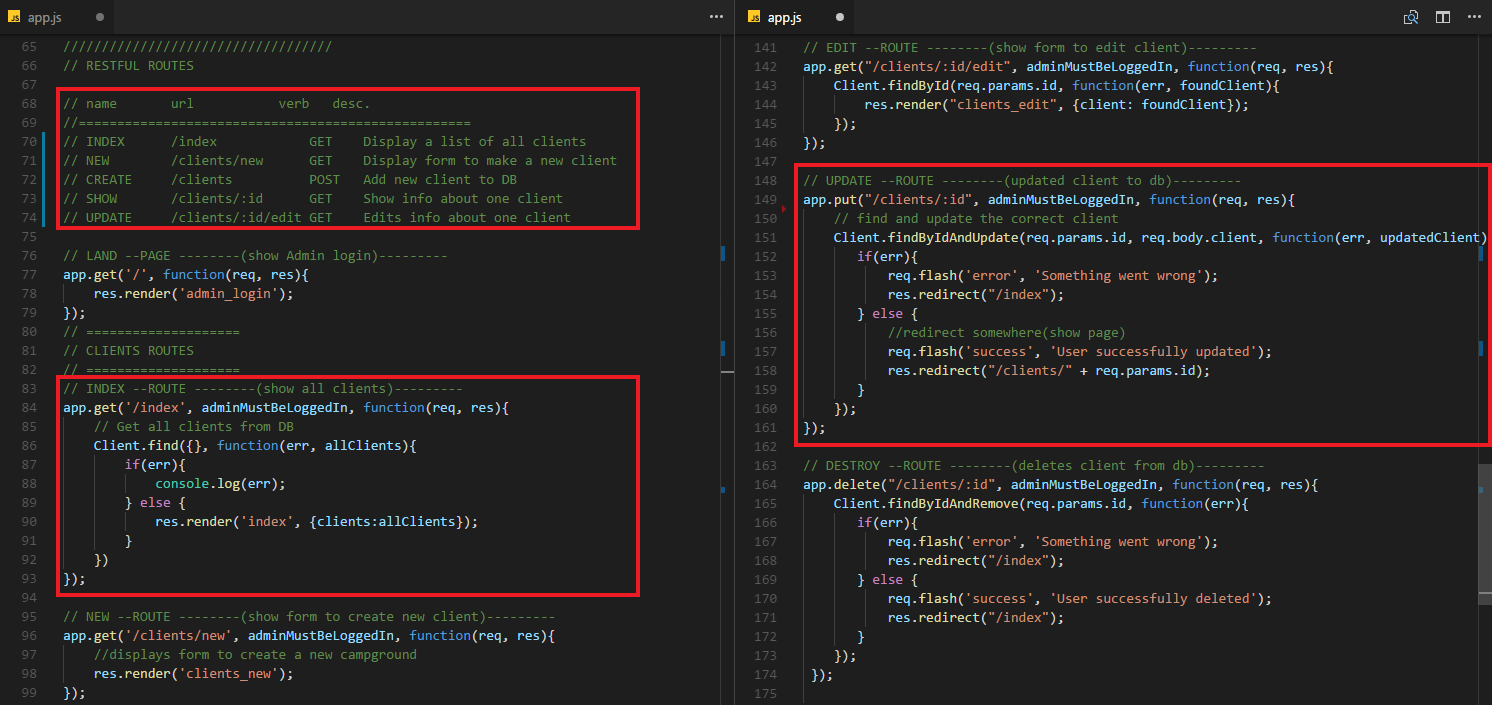 app.js
65 ///////////////////////////////////
66 // RESTFUL ROUTES
67
68 // name       url           verb   desc.
69 //===================================================
70 // INDEX      /index            GET    Display a list of all clients
71 // NEW        /clients/new      GET    Display form to make a new client
72 // CREATE     /clients          POST   Add new client to DB
73 // SHOW       /clients/:id      GET    Show info about one client
74 // UPDATE     /clients/:id/edit GET    Edits info about one client
75
76 // LAND --PAGE --------(show Admin login)---------
77 app.get('/', function(req, res){
78     res.render('admin_login');
79 });
80 // ====================
81 // CLIENTS ROUTES
82 // ====================
83 // INDEX --ROUTE --------(show all clients)---------
84 app.get('/index', adminMustBeLoggedIn, function(req, res){
85     // Get all clients from DB
86     Client.find({}, function(err, allClients){
87         if(err){
88             console.log(err);
89         } else {
90             res.render('index', {clients:allClients});
91         }
92     })
93 });
94
95 // NEW --ROUTE --------(show form to create new client)---------
96 app.get('/clients/new', adminMustBeLoggedIn, function(req, res){
97     //displays form to create a new campground
98     res.render('clients_new');
99 });
app.js
141 // EDIT --ROUTE --------(show form to edit client)---------
142 app.get("/clients/:id/edit", adminMustBeLoggedIn, function(req, res){
143     Client.findById(req.params.id, function(err, foundClient){
144         res.render("clients_edit", {client: foundClient});
145     });
146 });
147
148 // UPDATE --ROUTE --------(updated client to db)---------
149 app.put("/clients/:id", adminMustBeLoggedIn, function(req, res){
150     // find and update the correct client
151     Client.findByIdAndUpdate(req.params.id, req.body.client, function(err, updatedClient)
152        if(err){
153            req.flash('error', 'Something went wrong');
154            res.redirect("/index");
155        } else {
156            //redirect somewhere(show page)
157            req.flash('success', 'User successfully updated');
158            res.redirect("/clients/" + req.params.id);
159        }
160     });
161 });
162
163 // DESTROY --ROUTE --------(deletes client from db)---------
164 app.delete("/clients/:id", adminMustBeLoggedIn, function(req, res){
165     Client.findByIdAndRemove(req.params.id, function(err){
166        if(err){
167            req.flash('error', 'Something went wrong');
168            res.redirect("/index");
169        } else {
170            req.flash('success', 'User successfully deleted');
171            res.redirect("/index");
172        }
173     });
174  });
175